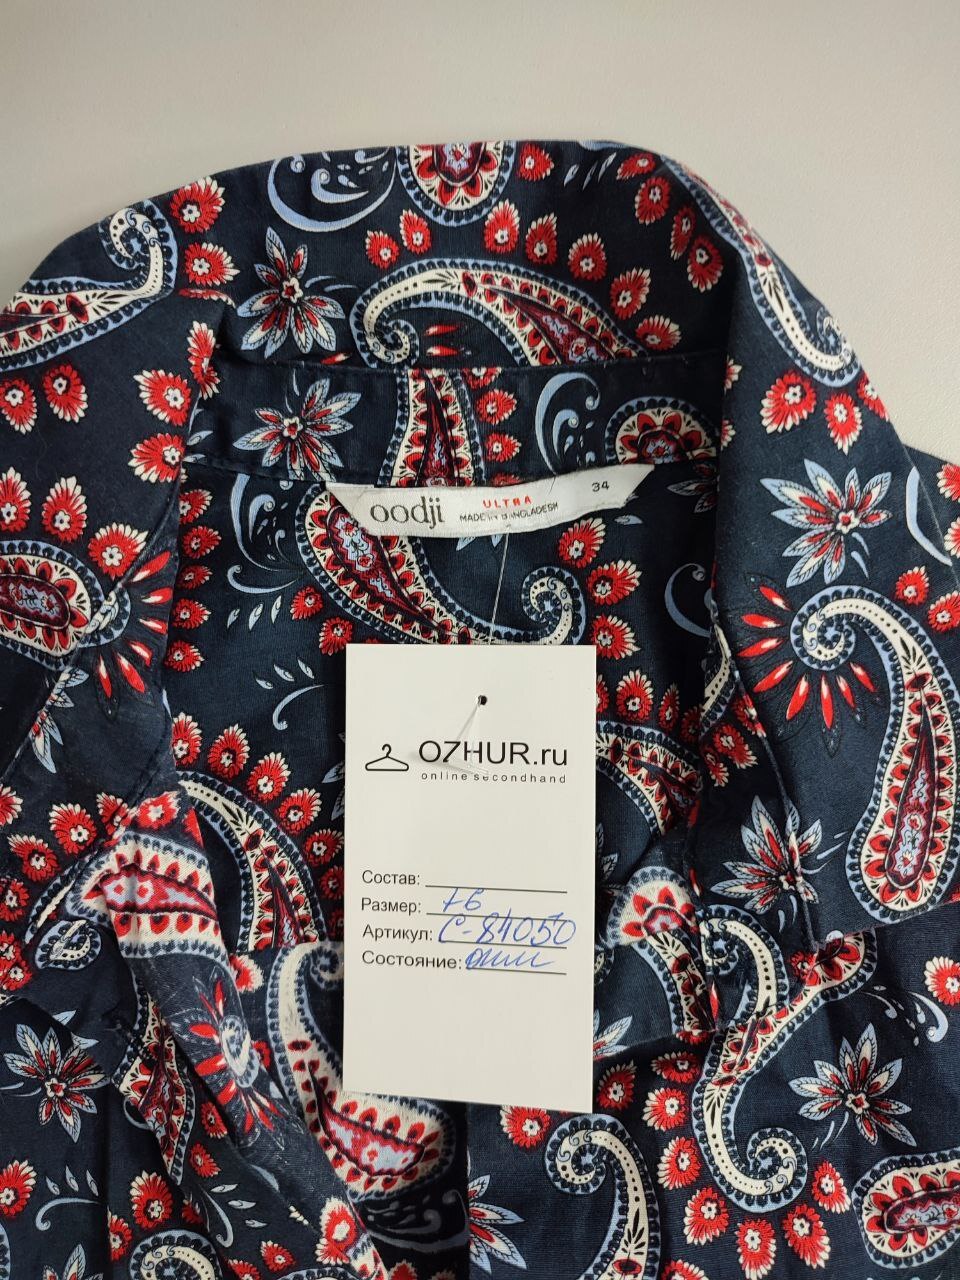 oodji ULTRA 34
MADE IN BANGLADESH
OZHUR.ru
online secondhand
Состав:
Размер:
Артикул: С-84050
Состояние: